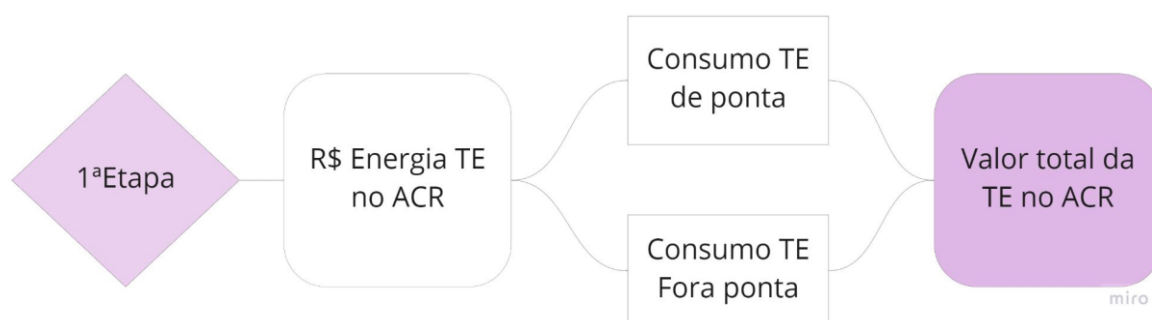 1ªEtapa
R$ Energia TE
no ACR
Consumo TE
de ponta
Consumo TE
Fora ponta
Valor total da
TE no ACR
miro